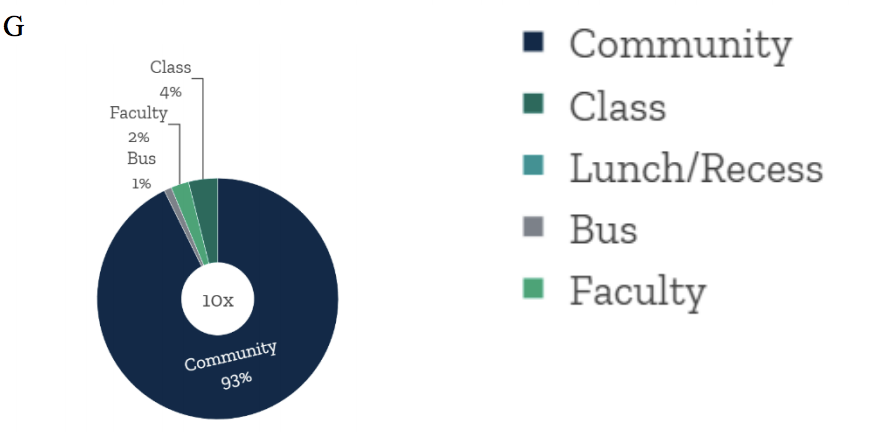 G
Class
4%
Faculty
2%
Bus
1%
10x
Community
93%
Community
Class
Lunch/Recess
Bus
Faculty